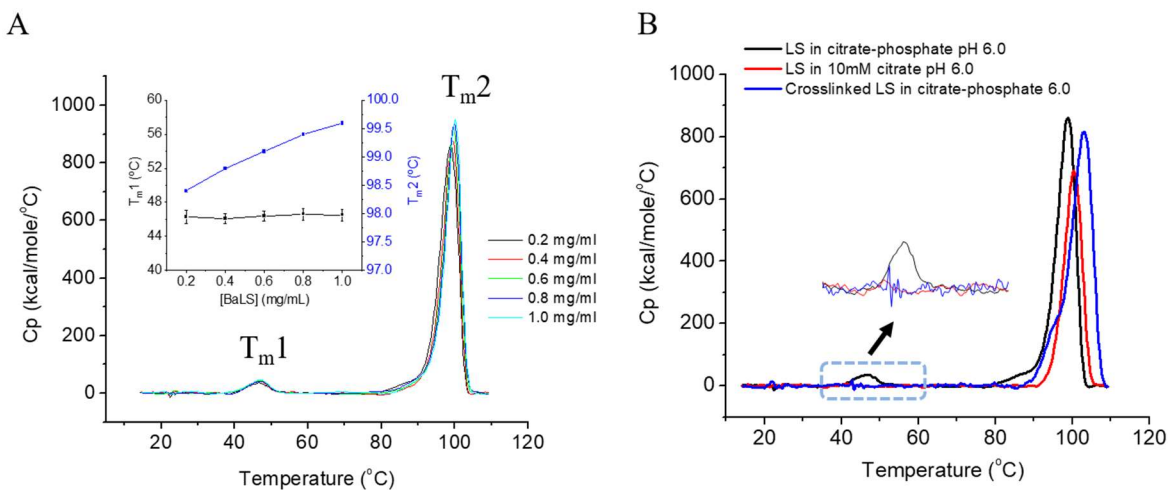 A
B
LS in citrate-phosphate pH 6.0
LS in 10mM citrate pH 6.0
Crosslinked LS in citrate-phosphate 6.0
Tm2
Tm1
1000
800
600
400
200
0
Cp (kcal/mole/°C)
20
40
60
80
100
120
Temperature (°C)
60
56
52
48
44
40
Tm1 (°C)
100.0
99.5
99.0
98.5
98.0
97.5
97.0
Tm2 (°C)
0.2
0.4
0.6
0.8
1.0
[BaLS] (mg/mL)
0.2 mg/ml
0.4 mg/ml
0.6 mg/ml
0.8 mg/ml
1.0 mg/ml
1000
800
600
400
200
0
Cp (kcal/mole/°C)
20
40
60
80
100
120
Temperature (°C)